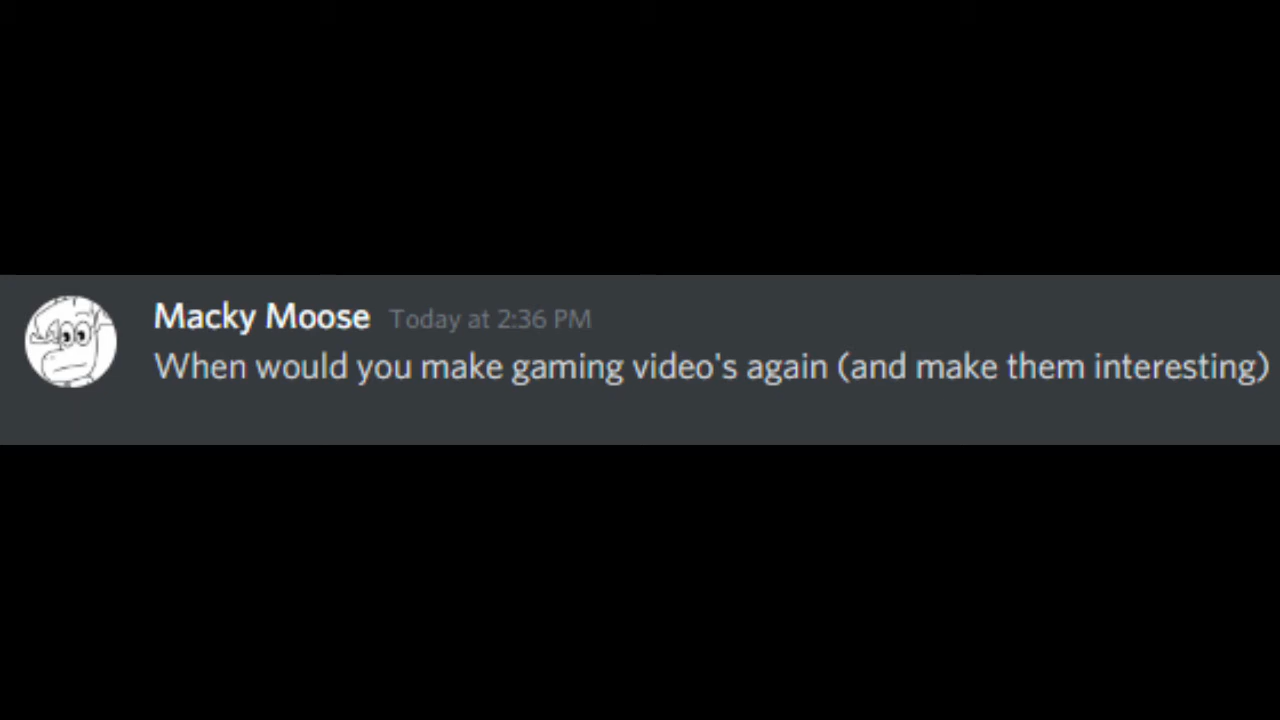 Macky Moose Today at 2:36 PM
When would you make gaming video's again (and make them interesting)